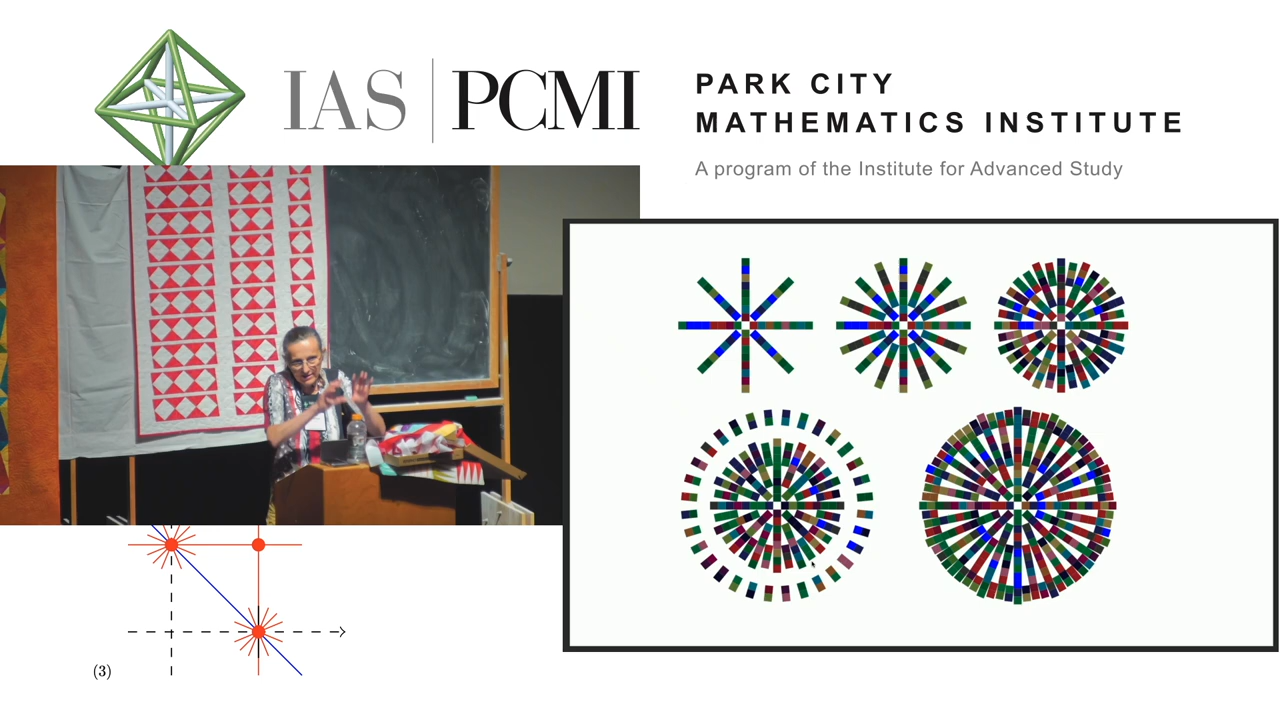 IAS | PCMI
PARK CITY
MATHEMATICS INSTITUTE
A program of the Institute for Advanced Study
(3)